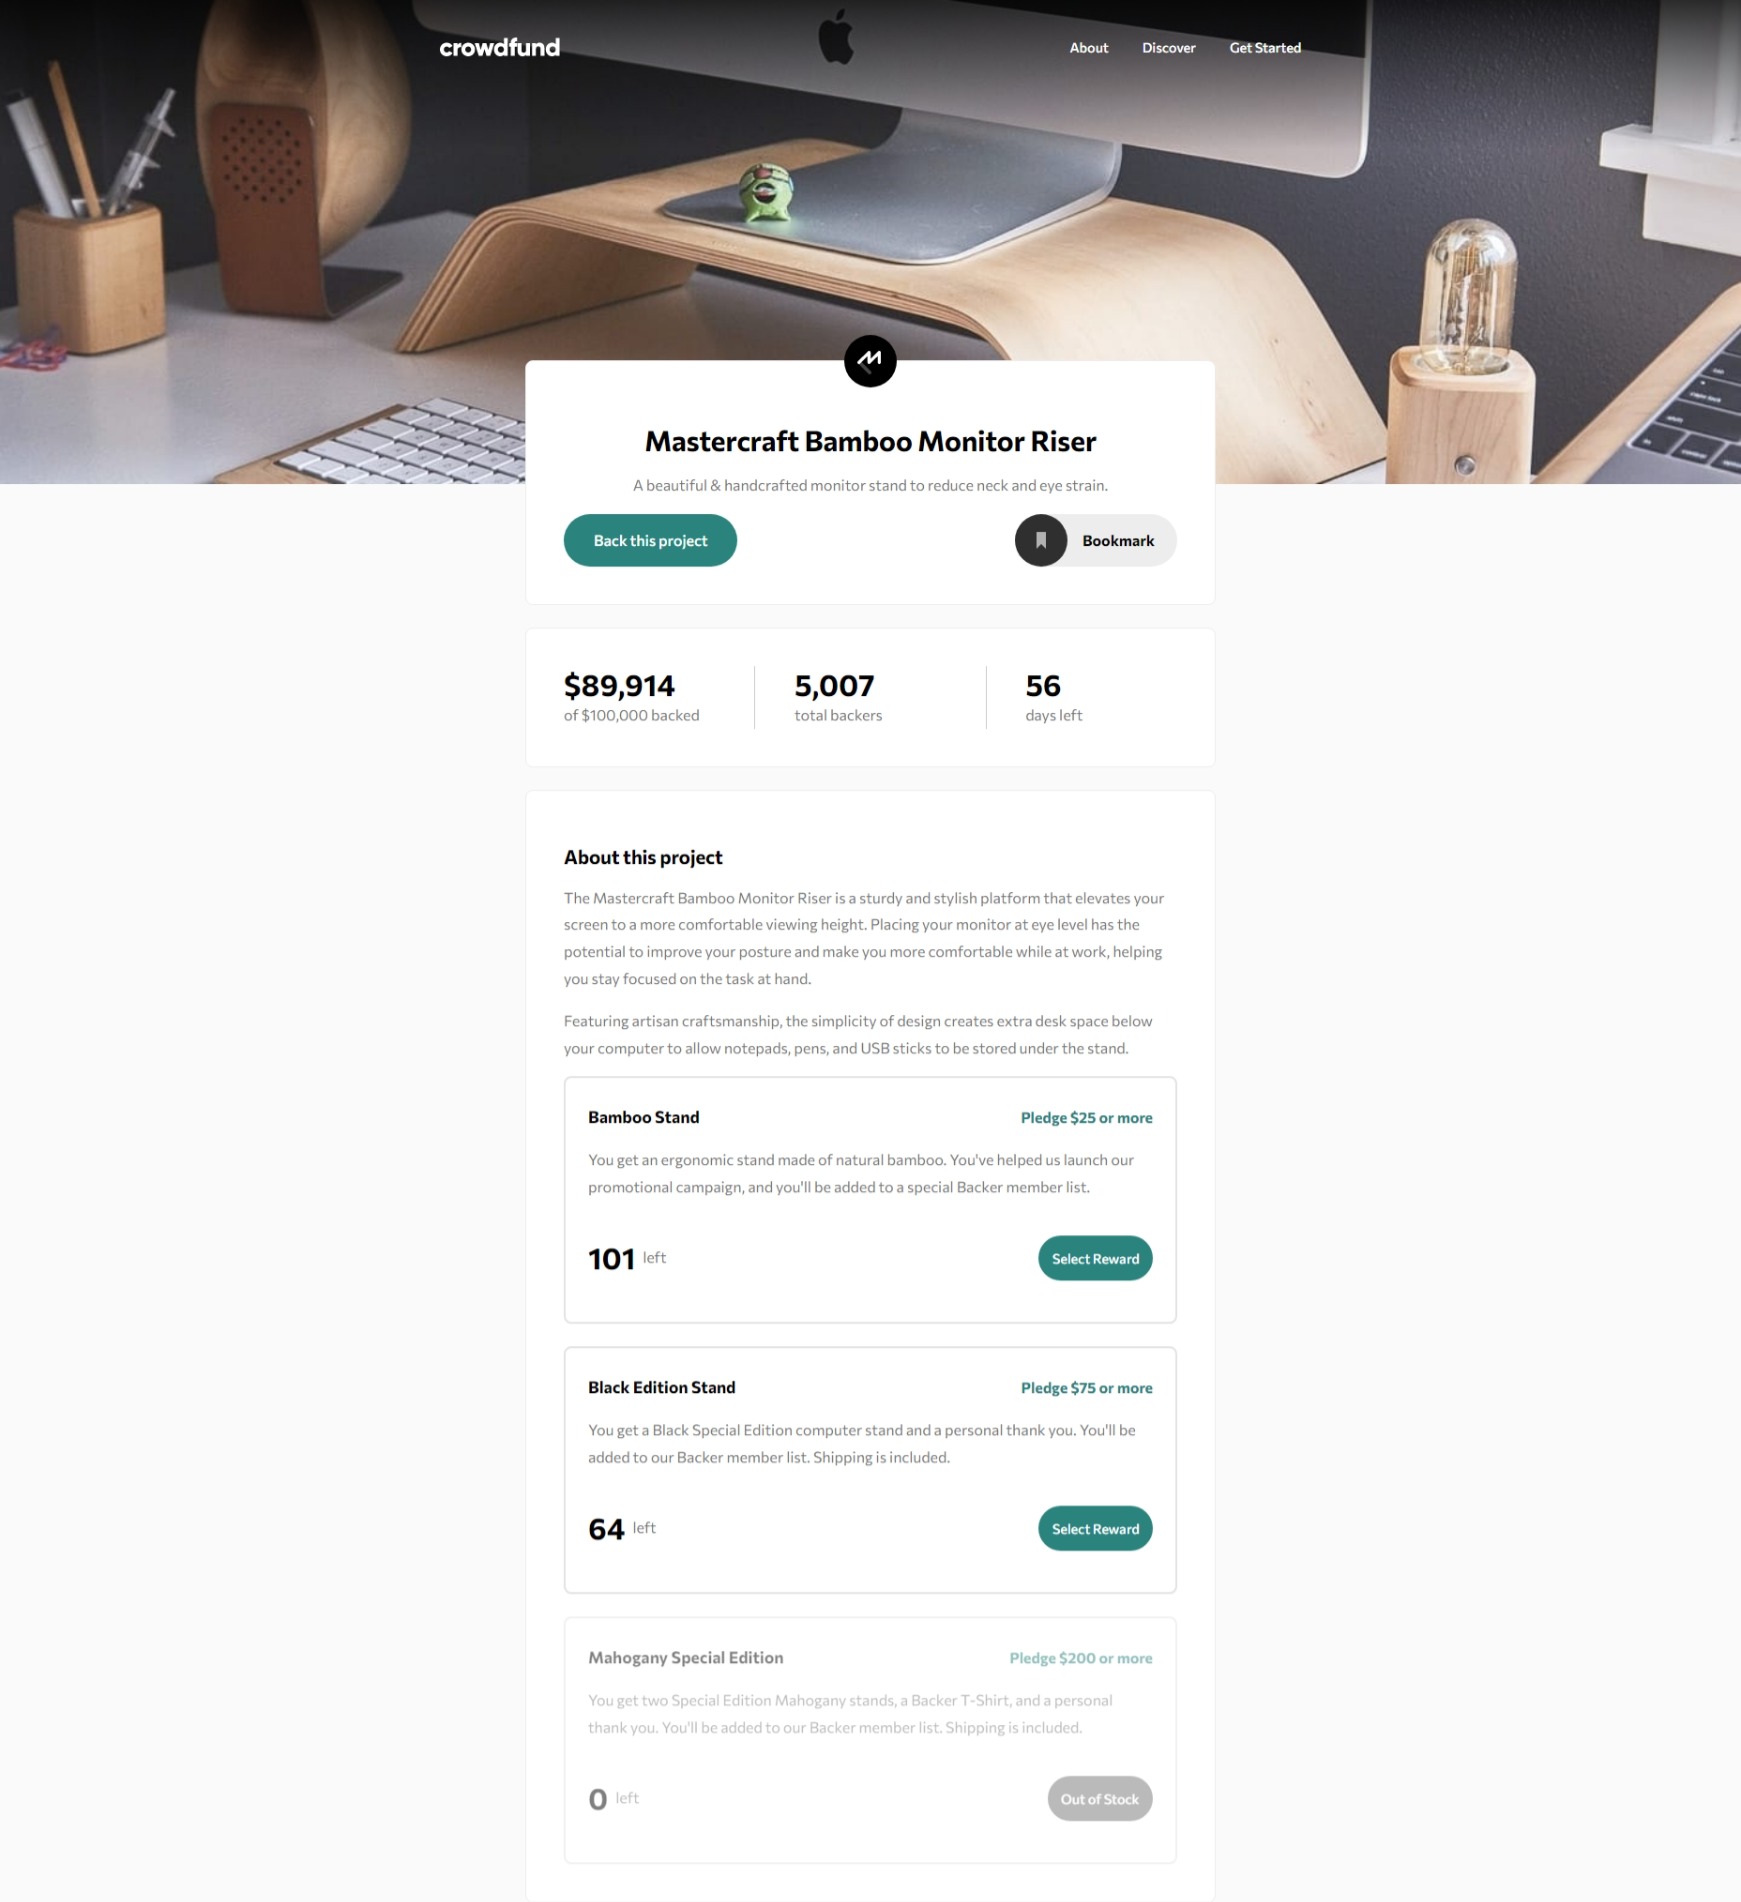 crowdfund
About Discover Get Started
Mastercraft Bamboo Monitor Riser
A beautiful & handcrafted monitor stand to reduce neck and eye strain.
Back this project
Bookmark
$89,914
of $100,000 backed
5,007
total backers
56
days left
About this project
The Mastercraft Bamboo Monitor Riser is a sturdy and stylish platform that elevates your
screen to a more comfortable viewing height. Placing your monitor at eye level has the
potential to improve your posture and make you more comfortable while at work, helping
you stay focused on the task at hand.
Featuring artisan craftsmanship, the simplicity of design creates extra desk space below
your computer to allow notepads, pens, and USB sticks to be stored under the stand.
Bamboo Stand
Pledge $25 or more
You get an ergonomic stand made of natural bamboo. You've helped us launch our
promotional campaign, and you'll be added to a special Backer member list.
101 left
Select Reward
Black Edition Stand
Pledge $75 or more
You get a Black Special Edition computer stand and a personal thank you. You'll be
added to our Backer member list. Shipping is included.
64 left
Select Reward
Mahogany Special Edition
Pledge $200 or more
You get two Special Edition Mahogany stands, a Backer T-Shirt, and a personal
thank you. You'll be added to our Backer member list. Shipping is included.
0 left
Out of Stock